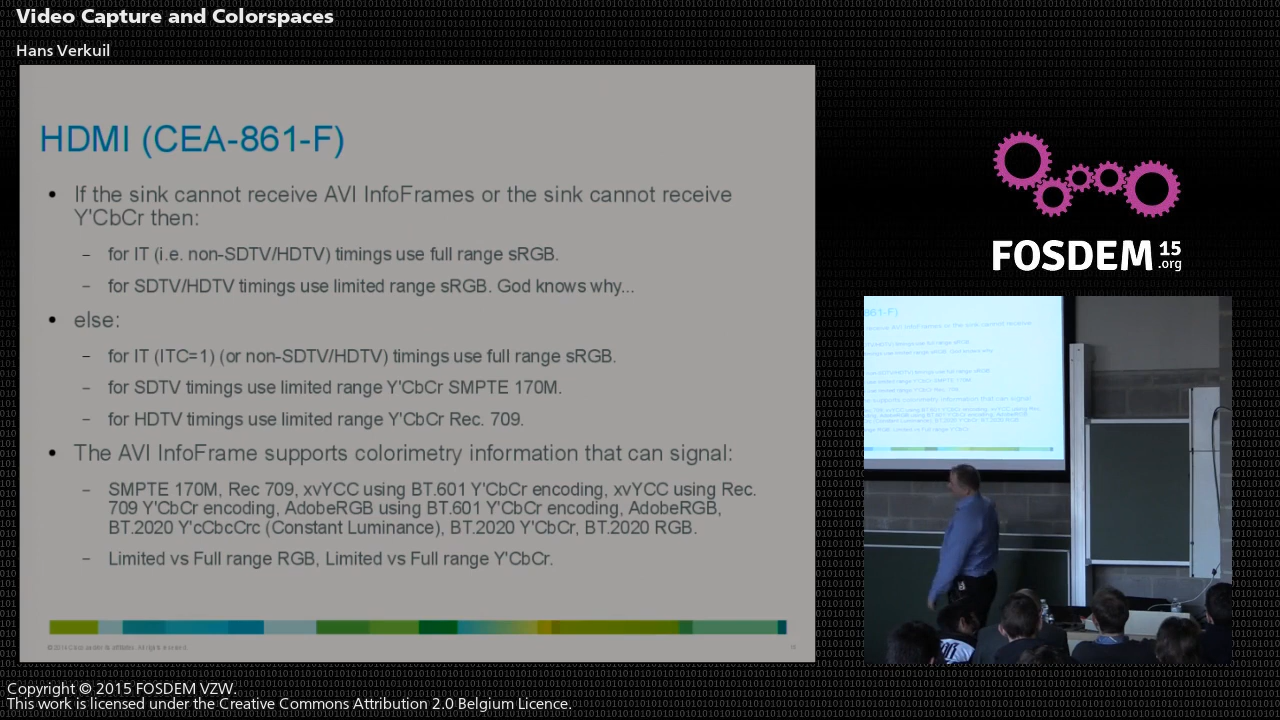 Video Capture and Colorspaces
Hans Verkuil
HDMI (CEA-861-F)
• If the sink cannot receive AVI InfoFrames or the sink cannot receive
Y'CbCr then:
– for IT (i.e. non-SDTV/HDTV) timings use full range sRGB.
– for SDTV/HDTV timings use limited range sRGB. God knows why...
• else:
– for IT (ITC=1) (or non-SDTV/HDTV) timings use full range sRGB.
– for SDTV timings use limited range Y'CbCr SMPTE 170M.
– for HDTV timings use limited range Y'CbCr Rec. 709.
• The AVI InfoFrame supports colorimetry information that can signal:
– SMPTE 170M, Rec 709, xvYCC using BT.601 Y'CbCr encoding, xvYCC using Rec.
709 Y'CbCr encoding, AdobeRGB using BT.601 Y'CbCr encoding, AdobeRGB,
BT.2020 Y'cCbcCrc (Constant Luminance), BT.2020 Y'CbCr, BT.2020 RGB.
– Limited vs Full range RGB, Limited vs Full range Y'CbCr.
FOSDEM 15
.org
Copyright © 2015 FOSDEM VZW.
This work is licensed under the Creative Commons Attribution 2.0 Belgium Licence.